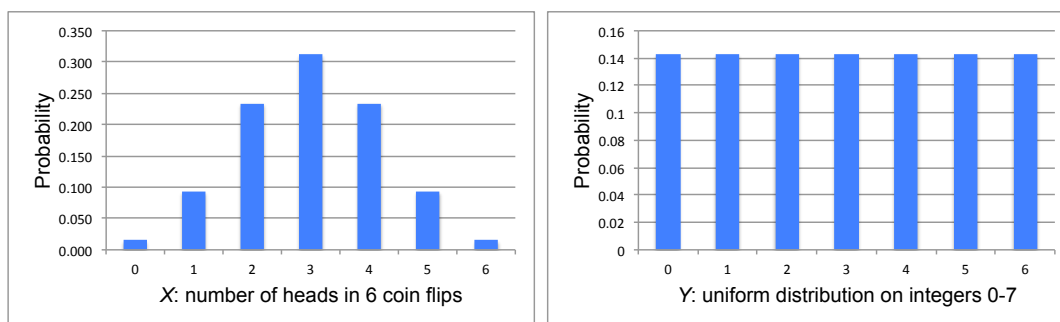 0.350
0.300
0.250
0.200
0.150
0.100
0.050
0.000
Probability
0 1 2 3 4 5 6
X: number of heads in 6 coin flips
0.16
0.14
0.12
0.1
0.08
0.06
0.04
0.02
0
Probability
0 1 2 3 4 5 6
Y: uniform distribution on integers 0-7